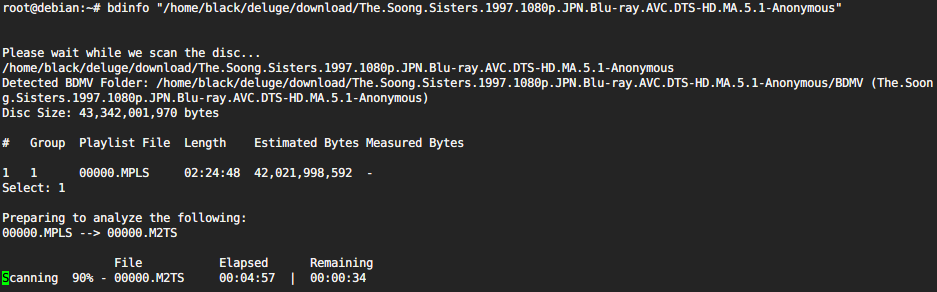 root@debian:~# bdinfo "/home/black/deluge/download/The.Soong.Sisters.1997.1080p.JPN.Blu-ray.AVC.DTS-HD.MA.5.1-Anonymous"
Please wait while we scan the disc...
/home/black/deluge/download/The.Soong.Sisters.1997.1080p.JPN.Blu-ray.AVC.DTS-HD.MA.5.1-Anonymous
Detected BDMV Folder: /home/black/deluge/download/The.Soong.Sisters.1997.1080p.JPN.Blu-ray.AVC.DTS-HD.MA.5.1-Anonymous/BDMV (The.Soon
g.Sisters.1997.1080p.JPN.Blu-ray.AVC.DTS-HD.MA.5.1-Anonymous)
Disc Size: 43,342,001,970 bytes
#   Group  Playlist File  Length    Estimated Bytes Measured Bytes
1   1      00000.MPLS     02:24:48  42,021,998,592  -
Select: 1
Preparing to analyze the following:
00000.MPLS --> 00000.M2TS
                File           Elapsed      Remaining
Scanning  90% - 00000.M2TS     00:04:57  |  00:00:34